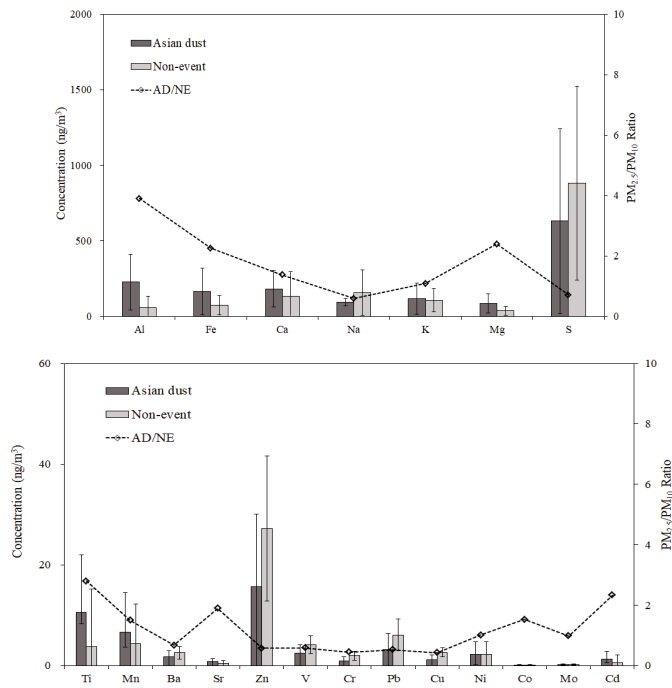 2000
1500
1000
500
0
Concentration (ng/m³)
Asian dust
Non-event
AD/NE
10
8
6
4
2
0
PM₂.₅/PM₁₀ Ratio
Al Fe Ca Na K Mg S
60
40
20
0
Concentration (ng/m³)
Asian dust
Non-event
AD/NE
10
8
6
4
2
0
PM₂.₅/PM₁₀ Ratio
Ti Mn Ba Sr Zn V Cr Pb Cu Ni Co Mo Cd